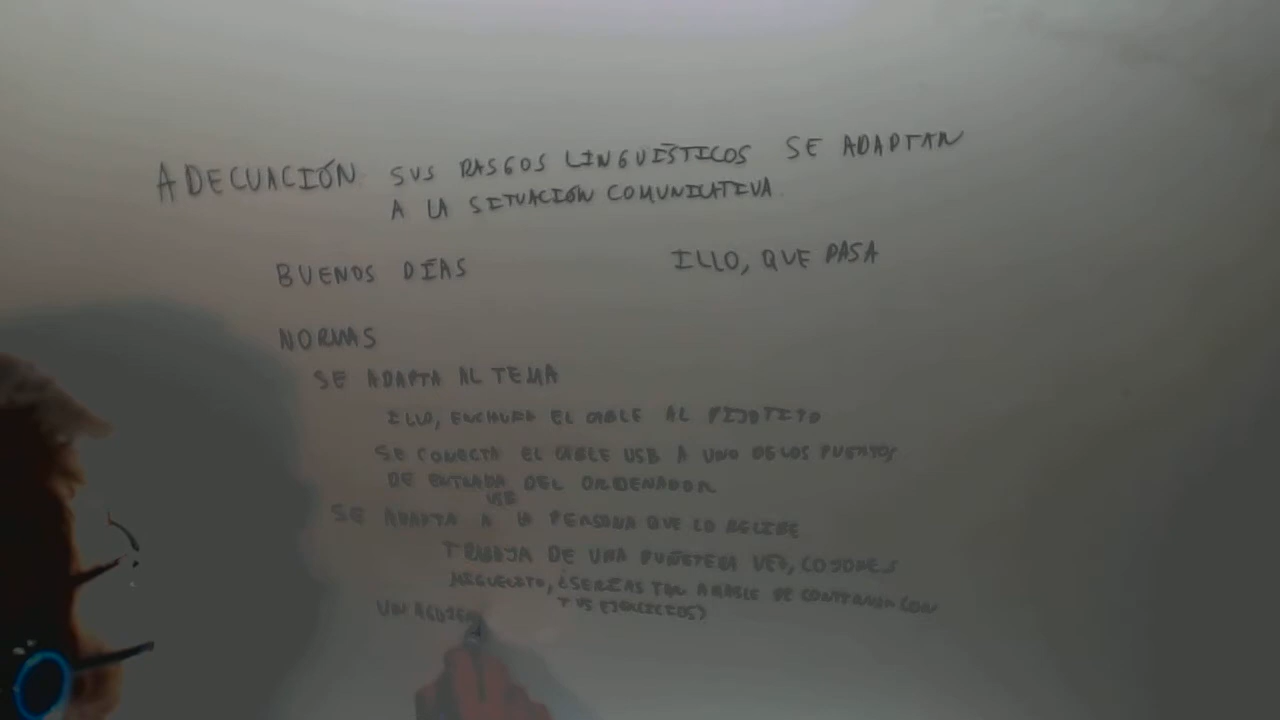 ADECUACIÓN SUS RASGOS LINGUÍSTICOS SE ADAPTAN
A LA SITUACIÓN COMUNICATIVA.
BUENOS DÍAS ILLO, QUE PASA
NORMAS
SE ADAPTA AL TEMA
ILLO, ENCHUFA EL CABLE AL PIJOTITO
SE CONECTA EL CABLE USB A UNO DE LOS PUERTOS
DE ENTRADA DEL ORDENADOR
USB
SE ADAPTA A LA PERSONA QUE LO RECIBE
TRABAJA DE UNA PUÑETERA VEZ, COJONES
MIGUELITO, ¿SERÍAS TAN AMABLE DE CONTINUAR CON
TUS EJERCICIOS?
UN